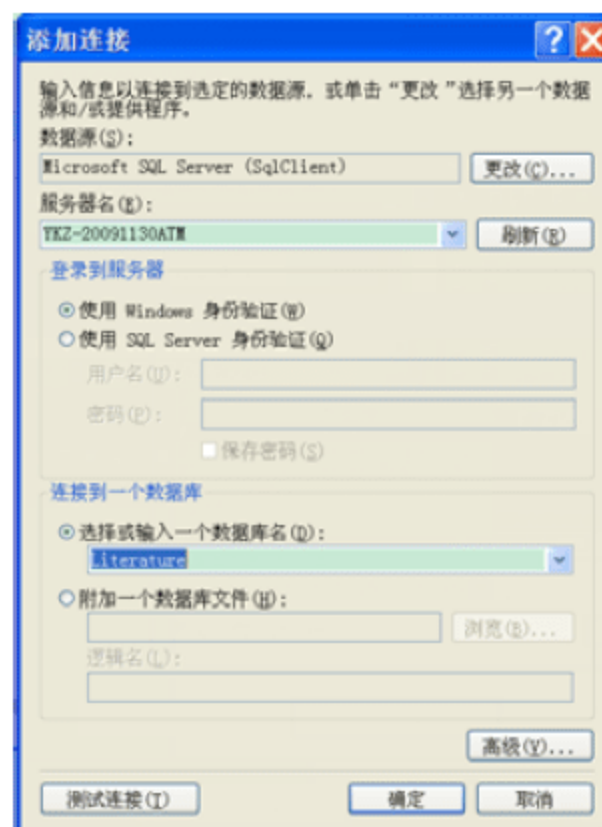 添加连接
输入信息以连接到选定的数据源，或单击“更改”选择另一个数据
源和/或提供程序。
数据源(S):
Microsoft SQL Server (SqlClient)
更改(C)...
服务器名(E):
YKZ-20091130ATM
刷新(R)
登录到服务器
使用 Windows 身份验证(W)
使用 SQL Server 身份验证(Q)
用户名(U):
密码(P):
保存密码(S)
连接到一个数据库
选择或输入一个数据库名(D):
Literature
附加一个数据库文件(H):
浏览(B)...
逻辑名(L):
高级(V)...
测试连接(T)
确定
取消